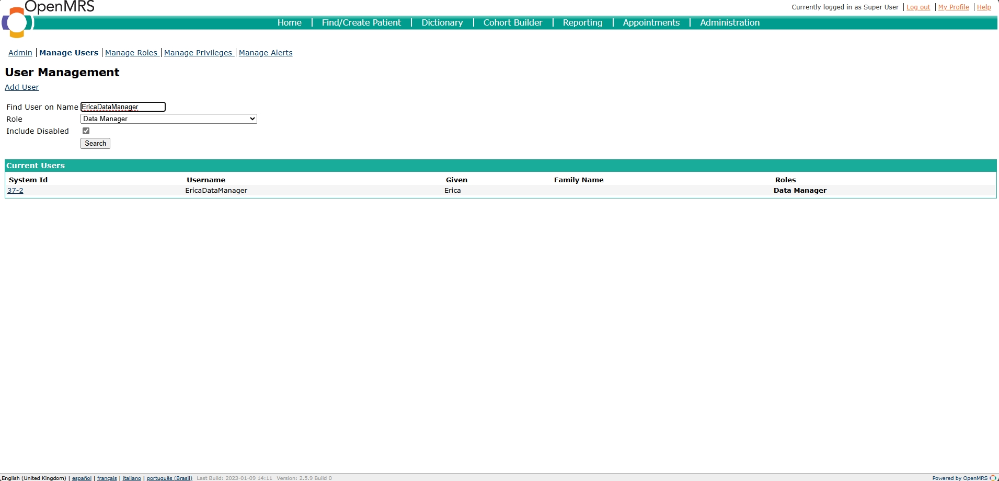 OpenMRS
Currently logged in as Super User | Log out | My Profile | Help
Home | Find/Create Patient | Dictionary | Cohort Builder | Reporting | Appointments | Administration
Admin | Manage Users | Manage Roles | Manage Privileges | Manage Alerts
User Management
Add User
Find User on Name EricaDataManager
Role Data Manager
Include Disabled
Search
Current Users
System Id Username Given Family Name Roles
37-2 EricaDataManager Erica Data Manager
English (United Kingdom) | español | français | italiano | português (Brasil) Last Build: 2023-01-09 14:11 Version: 2.5.9 Build 0 Powered by OpenMRS